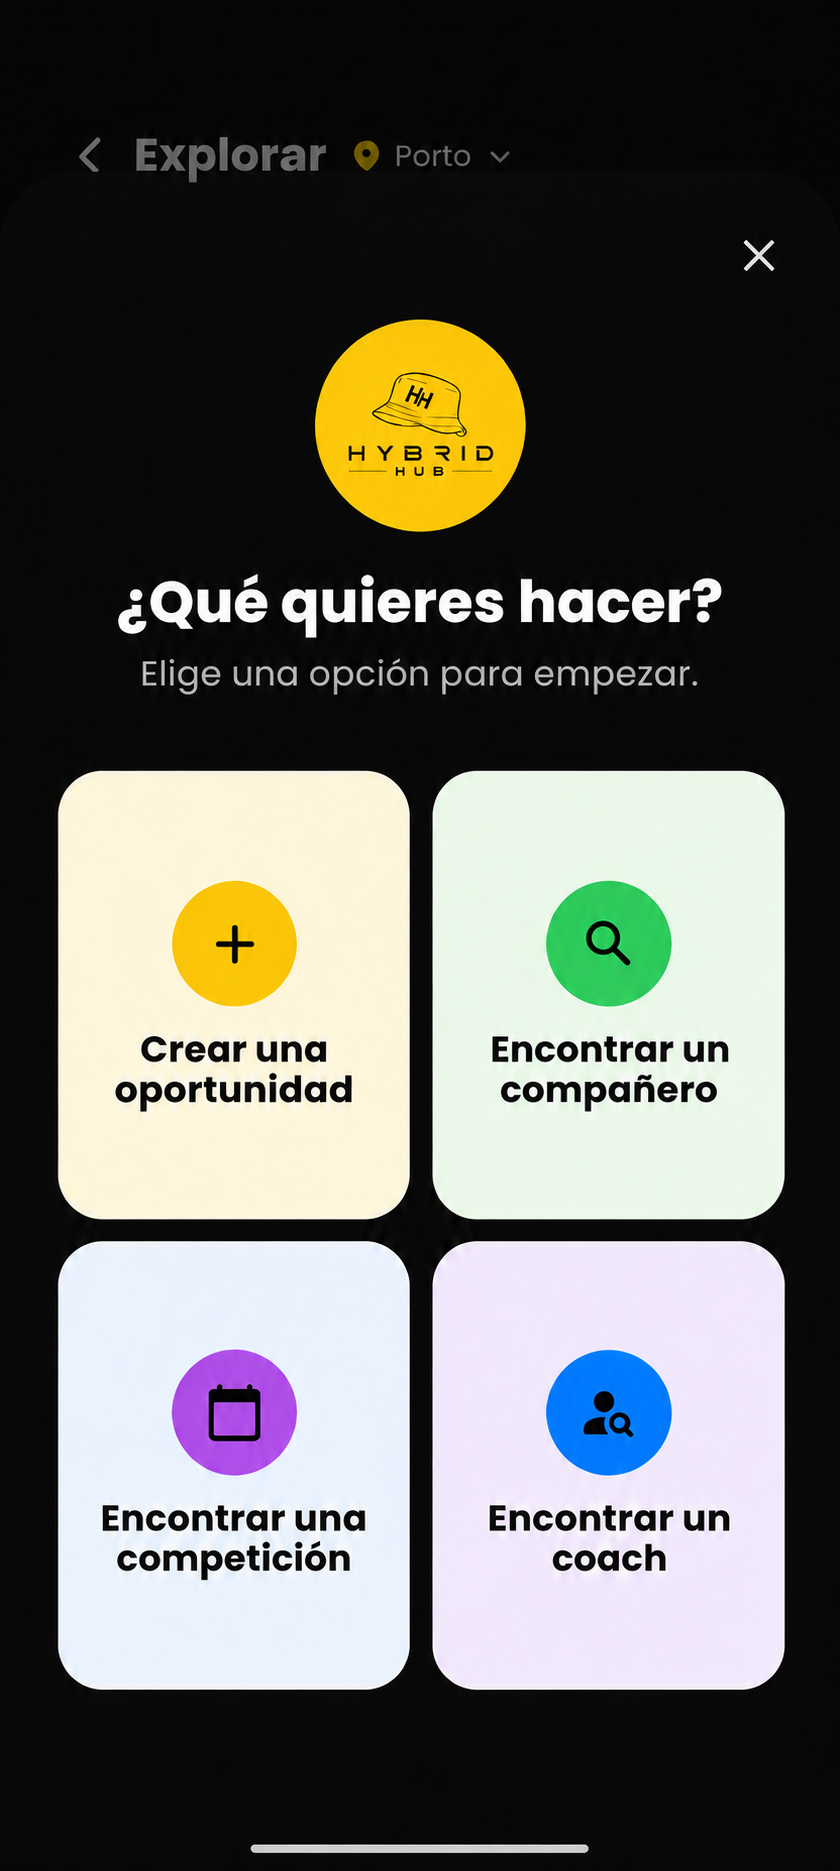 Explorar Porto
HH
HYBRID
HUB
¿Qué quieres hacer?
Elige una opción para empezar.
Crear una
oportunidad
Encontrar un
compañero
Encontrar una
competición
Encontrar un
coach